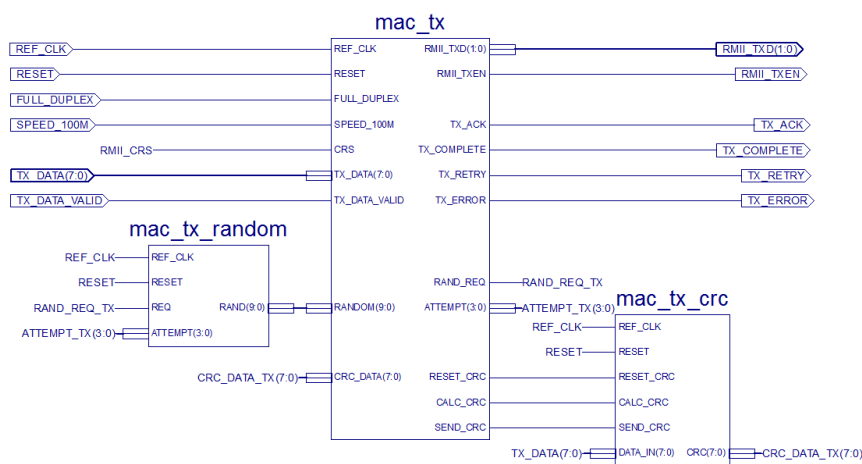 mac_tx
REF_CLK REF_CLK RMII_TXD(1:0) RMII_TXD(1:0)
RESET RESET RMII_TXEN RMII_TXEN
FULL_DUPLEX FULL_DUPLEX
SPEED_100M SPEED_100M TX_ACK TX_ACK
RMII_CRS CRS TX_COMPLETE TX_COMPLETE
TX_DATA(7:0) TX_DATA(7:0) TX_RETRY TX_RETRY
TX_DATA_VALID TX_DATA_VALID TX_ERROR TX_ERROR
mac_tx_random
REF_CLK REF_CLK
RESET RESET RAND_REQ RAND_REQ_TX
RAND_REQ_TX REQ RAND(9:0) RANDOM(9:0) ATTEMPT(3:0) ATTEMPT_TX(3:0)
ATTEMPT_TX(3:0) ATTEMPT(3:0)
mac_tx_crc
REF_CLK REF_CLK
RESET RESET
CRC_DATA_TX(7:0) CRC_DATA(7:0) RESET_CRC RESET_CRC
CALC_CRC CALC_CRC
SEND_CRC SEND_CRC
TX_DATA(7:0) DATA_IN(7:0) CRC(7:0) CRC_DATA_TX(7:0)